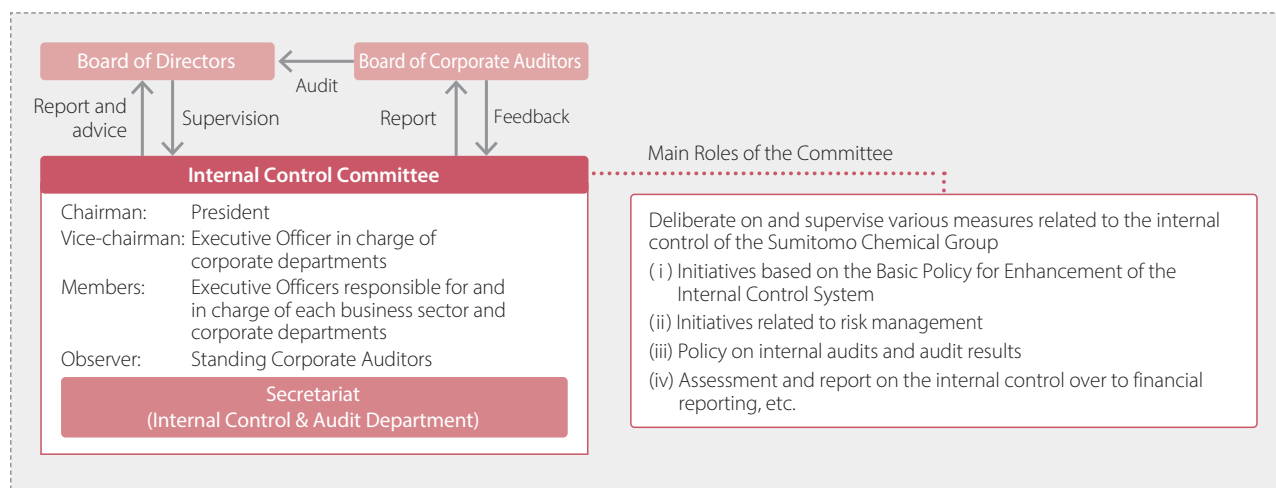 Board of Directors
Board of Corporate Auditors
Audit
Report and
advice
Supervision
Report
Feedback
Internal Control Committee
Chairman: President
Vice-chairman: Executive Officer in charge of
corporate departments
Members: Executive Officers responsible for and
in charge of each business sector and
corporate departments
Observer: Standing Corporate Auditors
Secretariat
(Internal Control & Audit Department)
Main Roles of the Committee
Deliberate on and supervise various measures related to the internal
control of the Sumitomo Chemical Group
(i) Initiatives based on the Basic Policy for Enhancement of the
Internal Control System
(ii) Initiatives related to risk management
(iii) Policy on internal audits and audit results
(iv) Assessment and report on the internal control over to financial
reporting, etc.